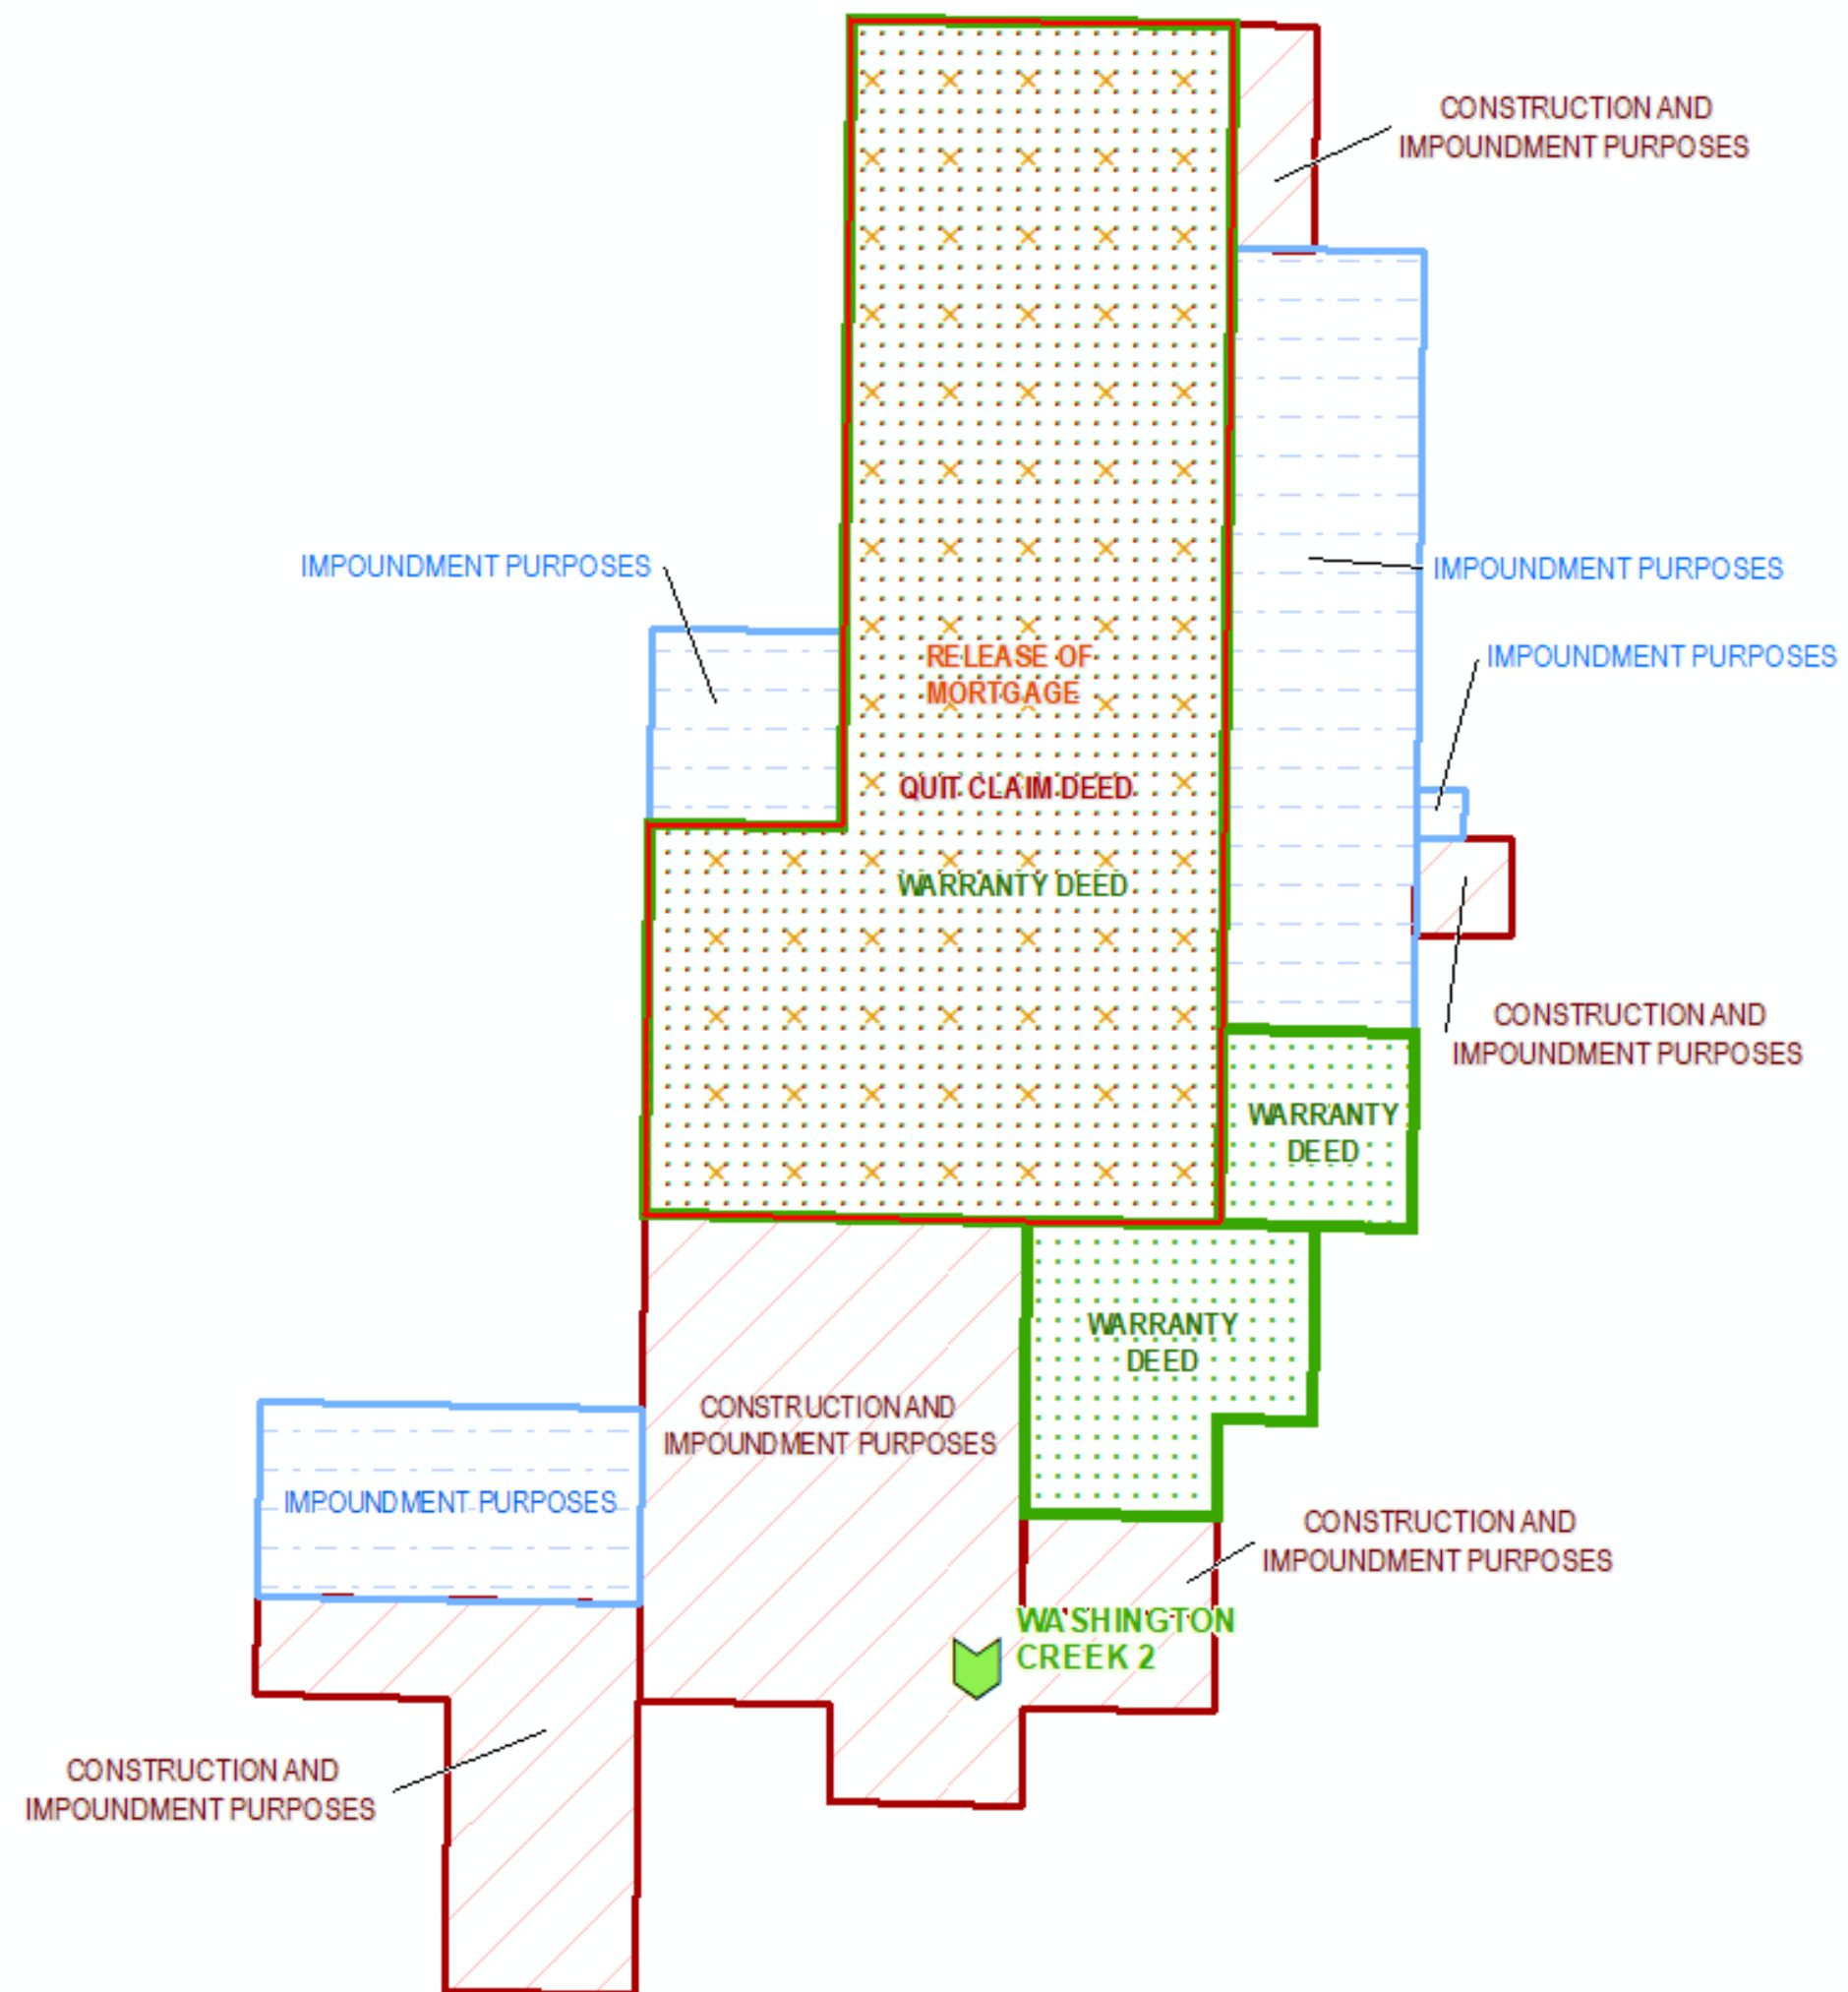 CONSTRUCTION AND
IMPOUNDMENT PURPOSES
IMPOUNDMENT PURPOSES
IMPOUNDMENT PURPOSES
IMPOUNDMENT PURPOSES
RELEASE OF
MORTGAGE
QUIT CLAIM DEED
WARRANTY DEED
CONSTRUCTION AND
IMPOUNDMENT PURPOSES
WARRANTY
DEED
WARRANTY
DEED
CONSTRUCTION AND
IMPOUNDMENT PURPOSES
IMPOUNDMENT PURPOSES
CONSTRUCTION AND
IMPOUNDMENT PURPOSES
WASHINGTON
CREEK 2
CONSTRUCTION AND
IMPOUNDMENT PURPOSES